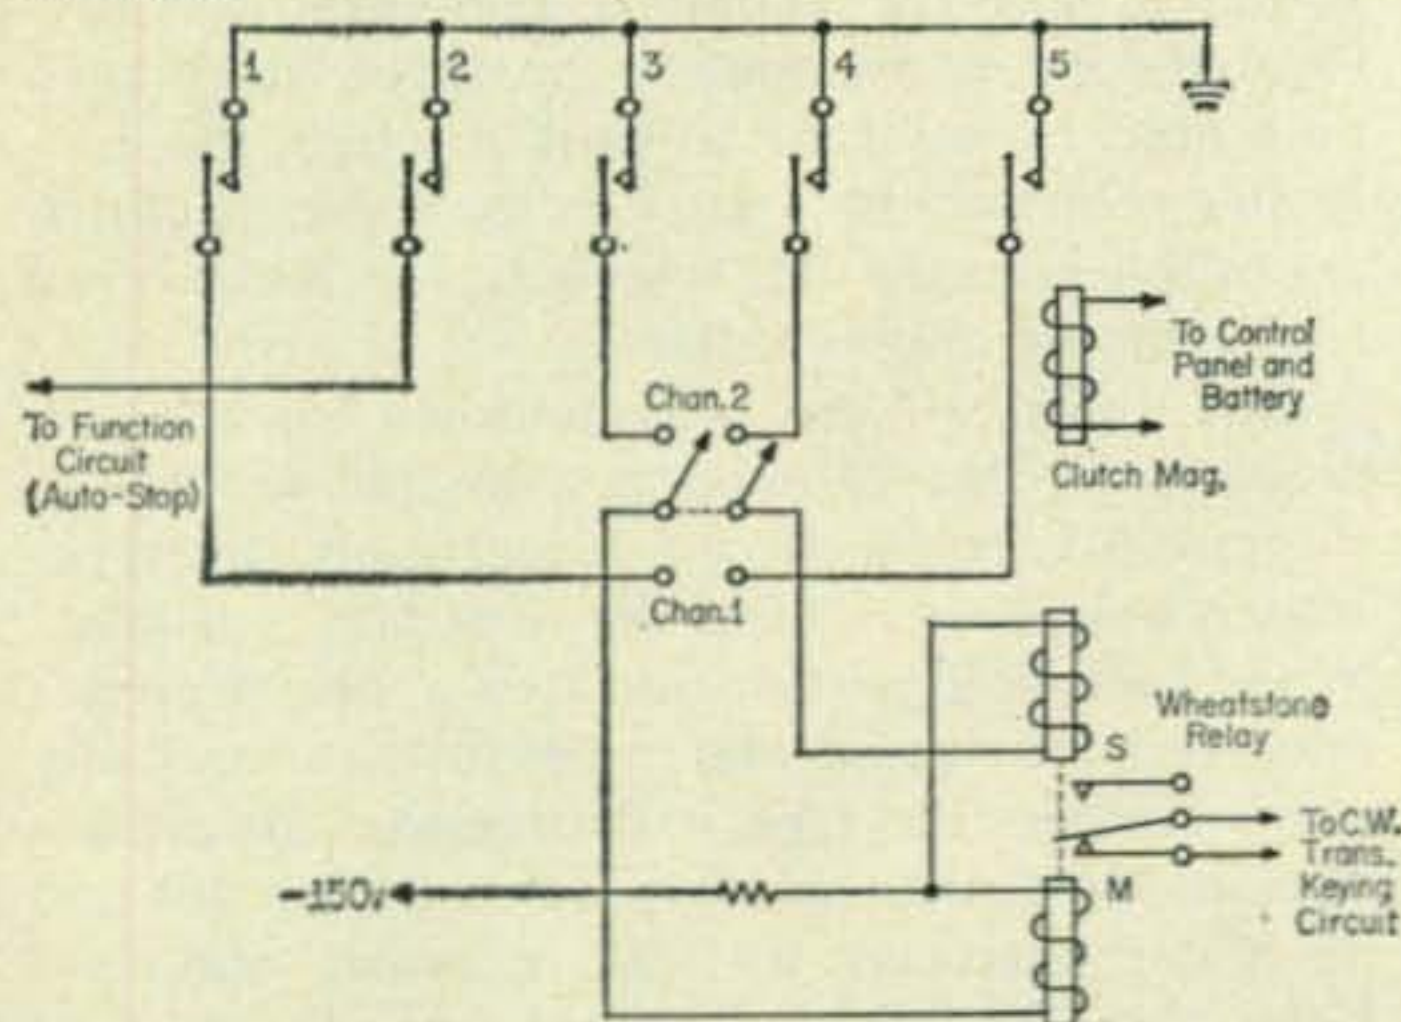 1 2 3 4 5
To Control
Panel and
Battery
Clutch Mag.
Chan.2
To Function
Circuit
(Auto-Stop)
Chan.1
Wheatstone
Relay
S
To C.W.
Trans.
Keying
Circuit
-150v
M